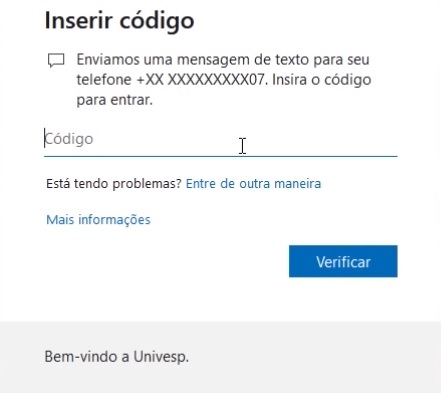 Inserir código
Enviamos uma mensagem de texto para seu
telefone +XX XXXXXXXXX07. Insira o código
para entrar.
Código
Está tendo problemas? Entre de outra maneira
Mais informações
Verificar
Bem-vindo a Univesp.